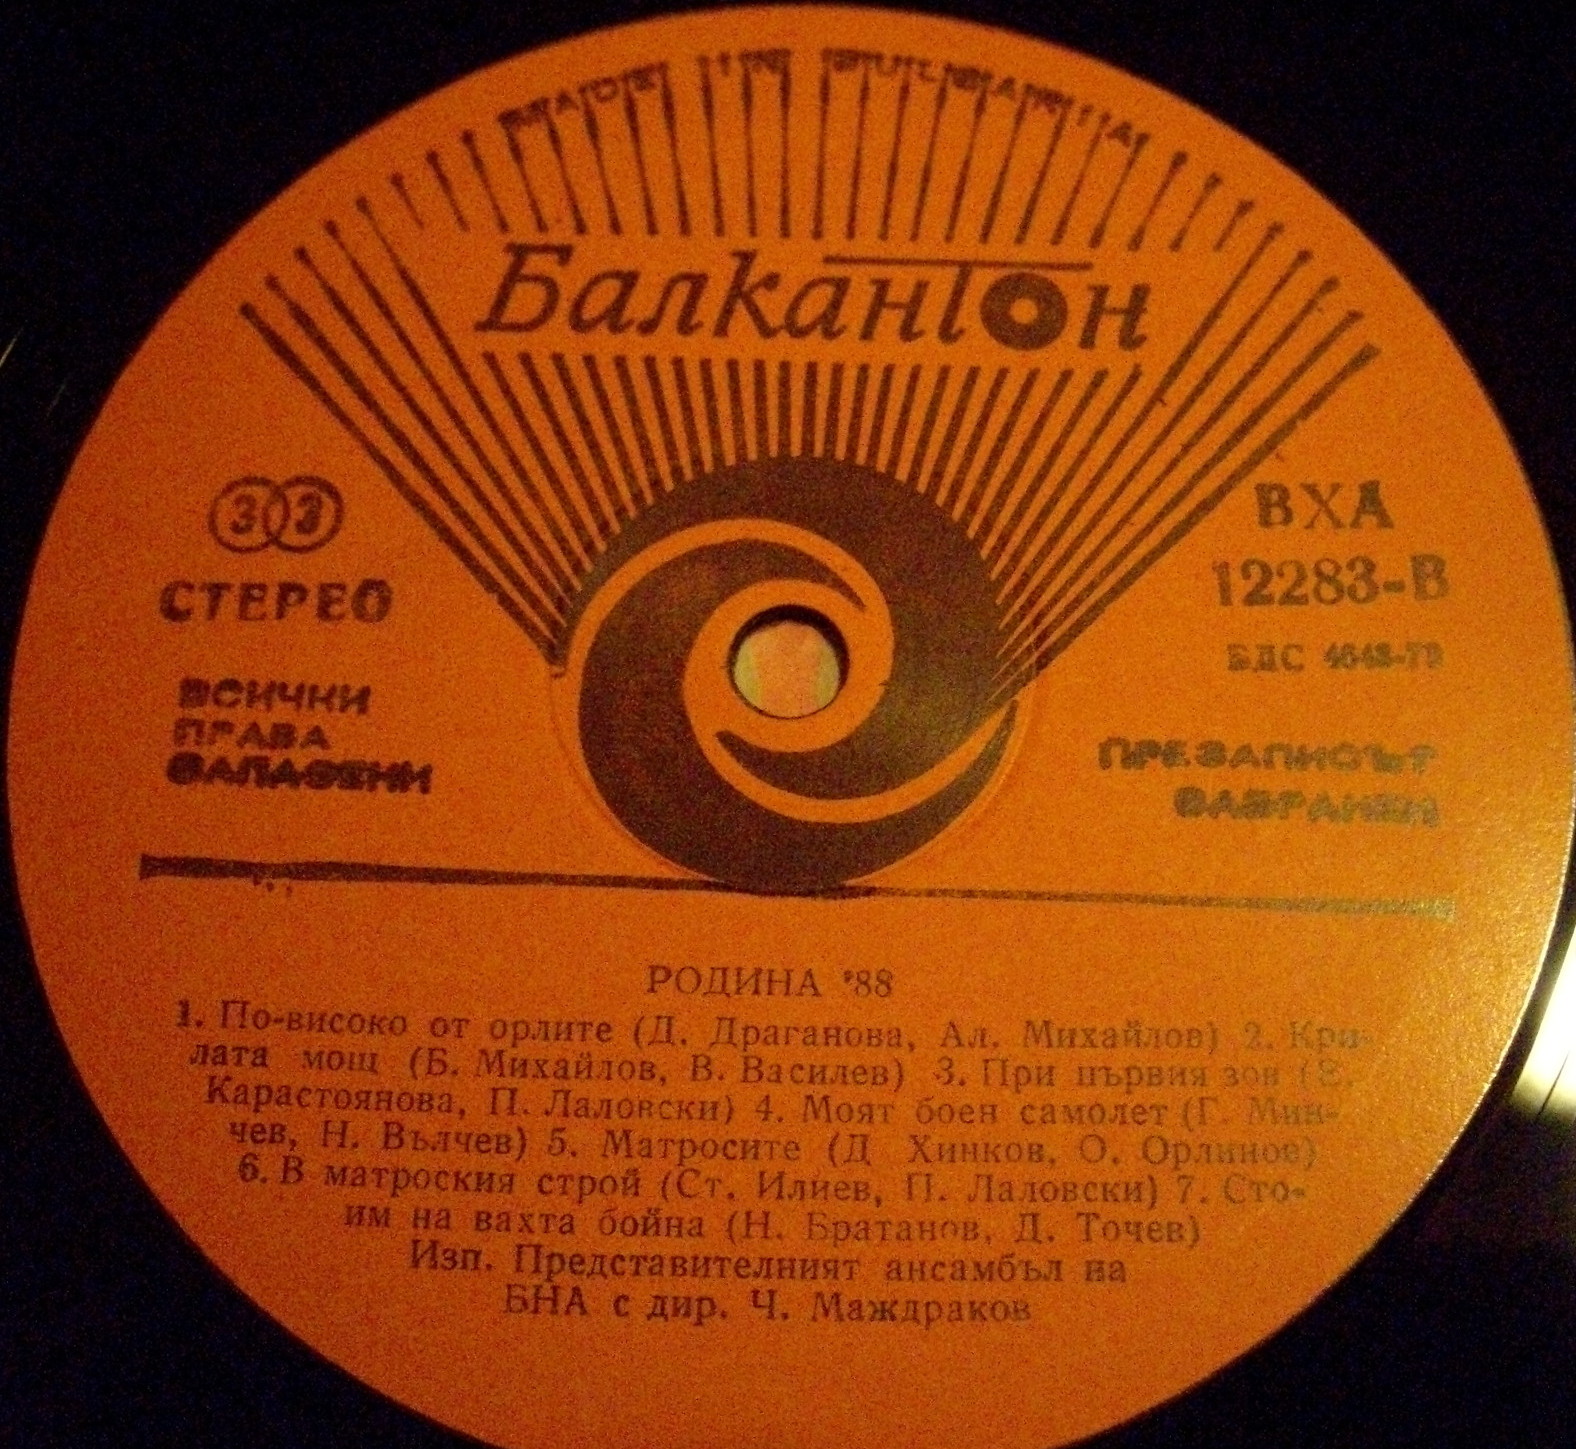 MADE IN BULGARIA
Балкантон
33
СТЕРЕО
ВСИЧКИ
ПРАВА
ЗАПАЗЕНИ
ВХА
12283-В
БДС
ПРЕЗАПИСЪТ
ЗАБРАНЕН
РОДИНА '88
1. По-високо от орлите (Д. Драганова, Ал. Михайлов) 2. Кри-
лата мощ (Б. Михайлов, В. Василев) 3. При първия зов (Е.
Карастоянова, П. Лаловски) 4. Моят боен самолет (Г. Мин-
чев, Н. Вълчев) 5. Матросите (Д Хинков, О. Орлинов)
6. В матроския строй (Ст. Илиев, П. Лаловски) 7. Сто-
им на вахта бойна (Н. Братанов, Д. Точев)
Изп. Представителният ансамбъл на
БНА с дир. Ч. Маждраков